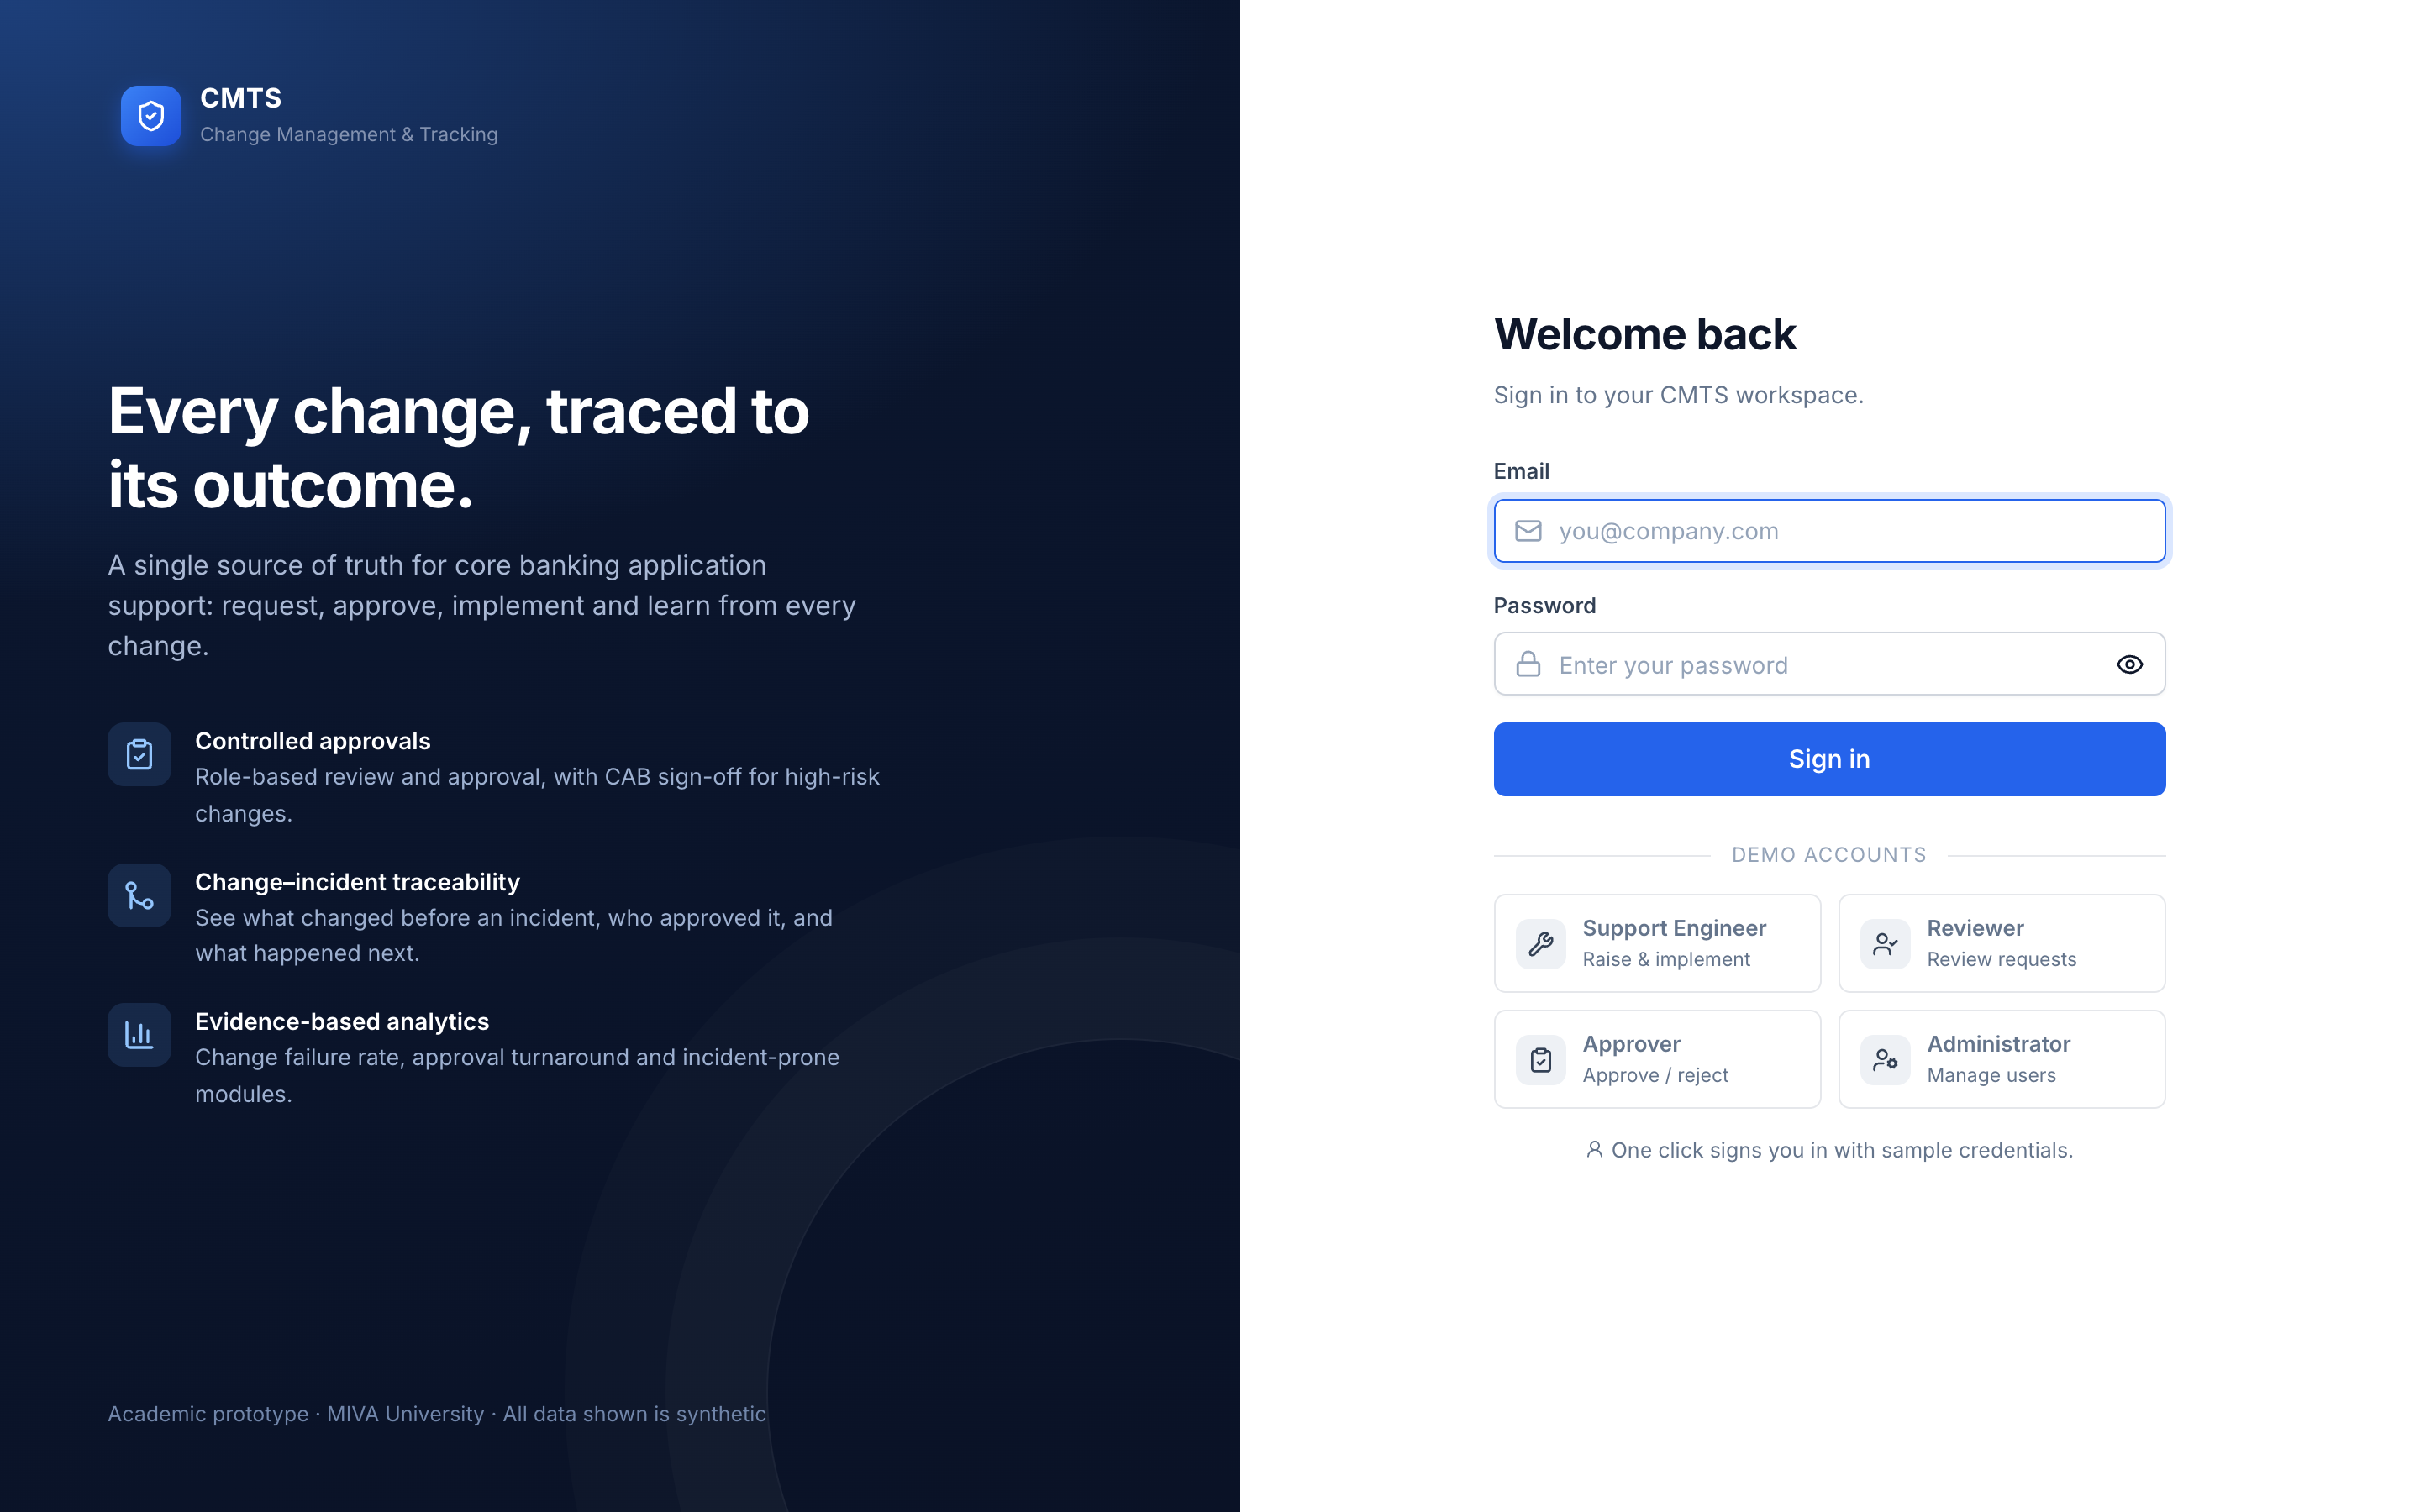 CMTS
Change Management & Tracking
Every change, traced to
its outcome.
A single source of truth for core banking application
support: request, approve, implement and learn from every
change.
Controlled approvals
Role-based review and approval, with CAB sign-off for high-risk
changes.
Change–incident traceability
See what changed before an incident, who approved it, and
what happened next.
Evidence-based analytics
Change failure rate, approval turnaround and incident-prone
modules.
Academic prototype · MIVA University · All data shown is synthetic
Welcome back
Sign in to your CMTS workspace.
Email
you@company.com
Password
Enter your password
Sign in
DEMO ACCOUNTS
Support Engineer
Raise & implement
Reviewer
Review requests
Approver
Approve / reject
Administrator
Manage users
One click signs you in with sample credentials.